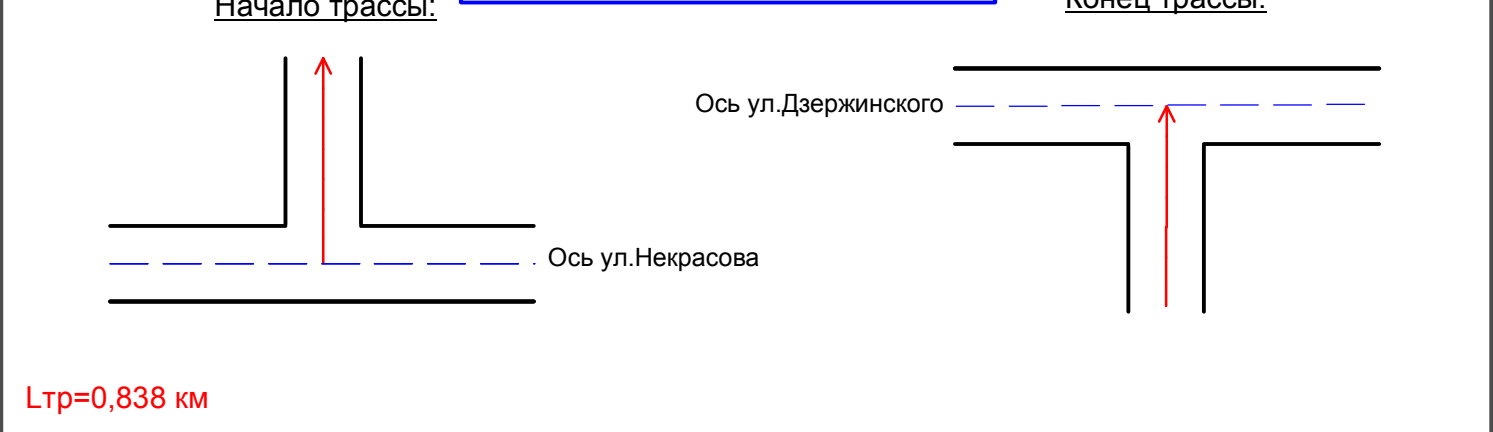 Начало трассы:
Конец трассы:
Ось ул.Дзержинского
Ось ул.Некрасова
Lтр=0,838 км